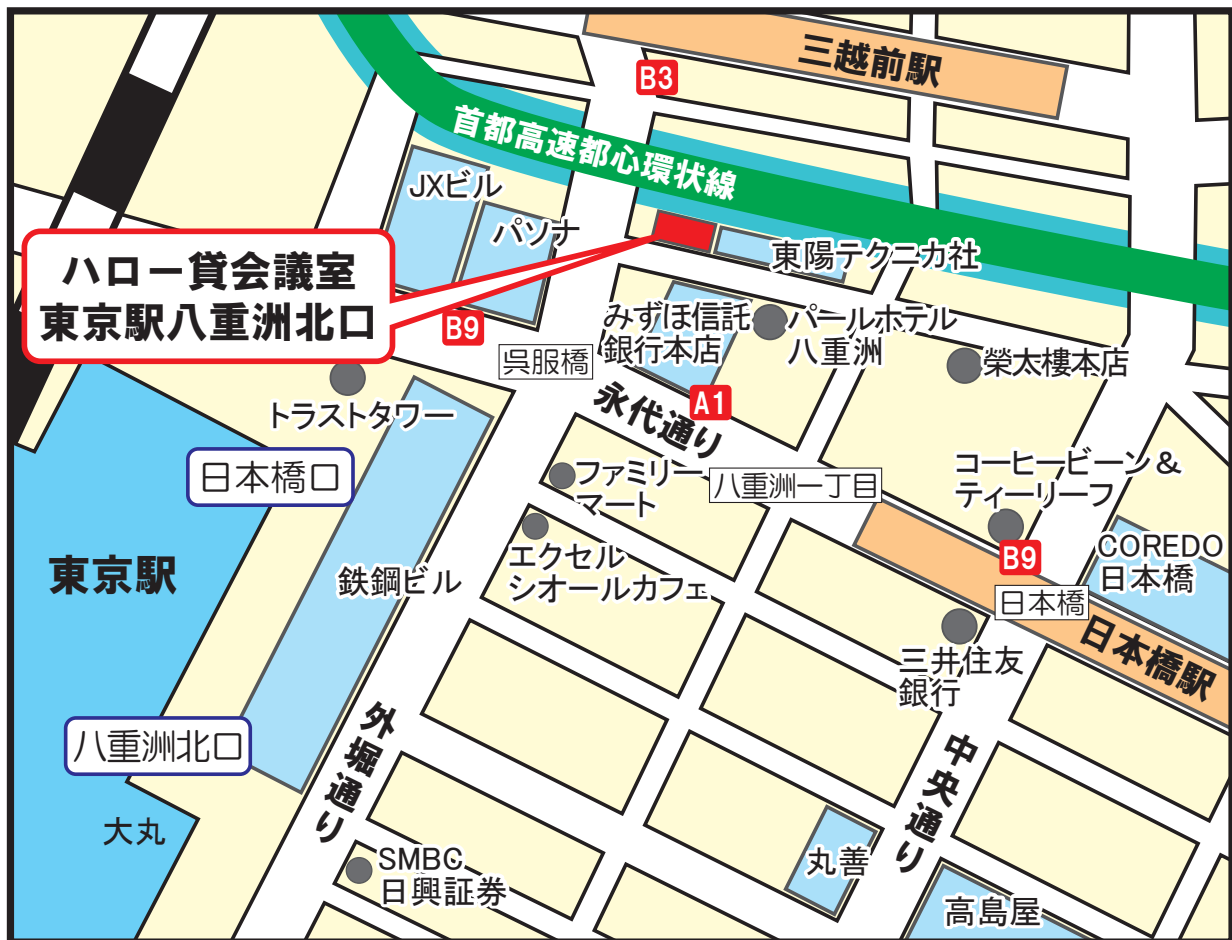 三越前駅
B3
首都高速都心環状線
JXビル
パソナ
東陽テクニカ社
ハロー貸会議室
東京駅八重洲北口
B9
みずほ信託
銀行本店
パールホテル
八重洲
呉服橋
榮太樓本店
トラストタワー
A1
永代通り
日本橋口
ファミリー
マート
八重洲一丁目
コーヒービーン＆
ティーリーフ
エクセル
シオールカフェ
B9
COREDO
日本橋
東京駅
鉄鋼ビル
日本橋
三井住友
銀行
日本橋駅
八重洲北口
外堀通り
中央通り
大丸
SMBC
日興証券
丸善
高島屋